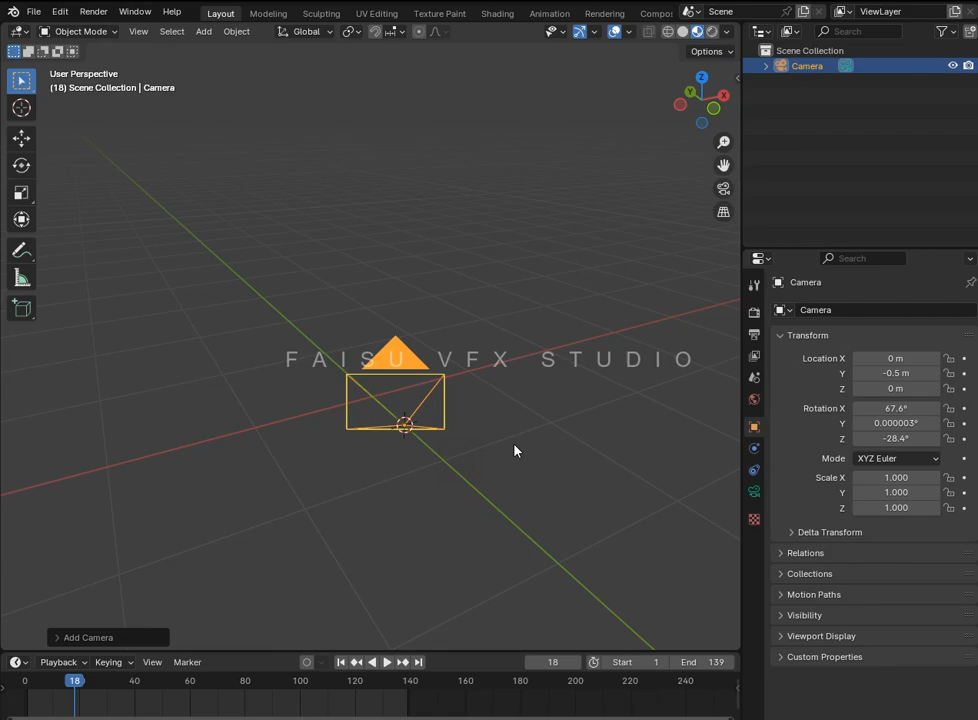 File Edit Render Window Help Layout Modeling Sculpting UV Editing Texture Paint Shading Animation Rendering Compos Scene ViewLayer
Object Mode View Select Add Object Global Search
Options
Scene Collection
Camera
User Perspective
(18) Scene Collection | Camera
Z
Y
X
Search
Camera
Camera
Transform
Location X 0 m
Y -0.5 m
Z 0 m
Rotation X 67.6°
Y 0.000003°
Z -28.4°
Mode XYZ Euler
Scale X 1.000
Y 1.000
Z 1.000
Delta Transform
Relations
Collections
Motion Paths
Visibility
Viewport Display
Custom Properties
FAISU VFX STUDIO
Add Camera
Playback Keying View Marker 18 Start 1 End 139
0 18 40 60 80 100 120 140 160 180 200 220 240